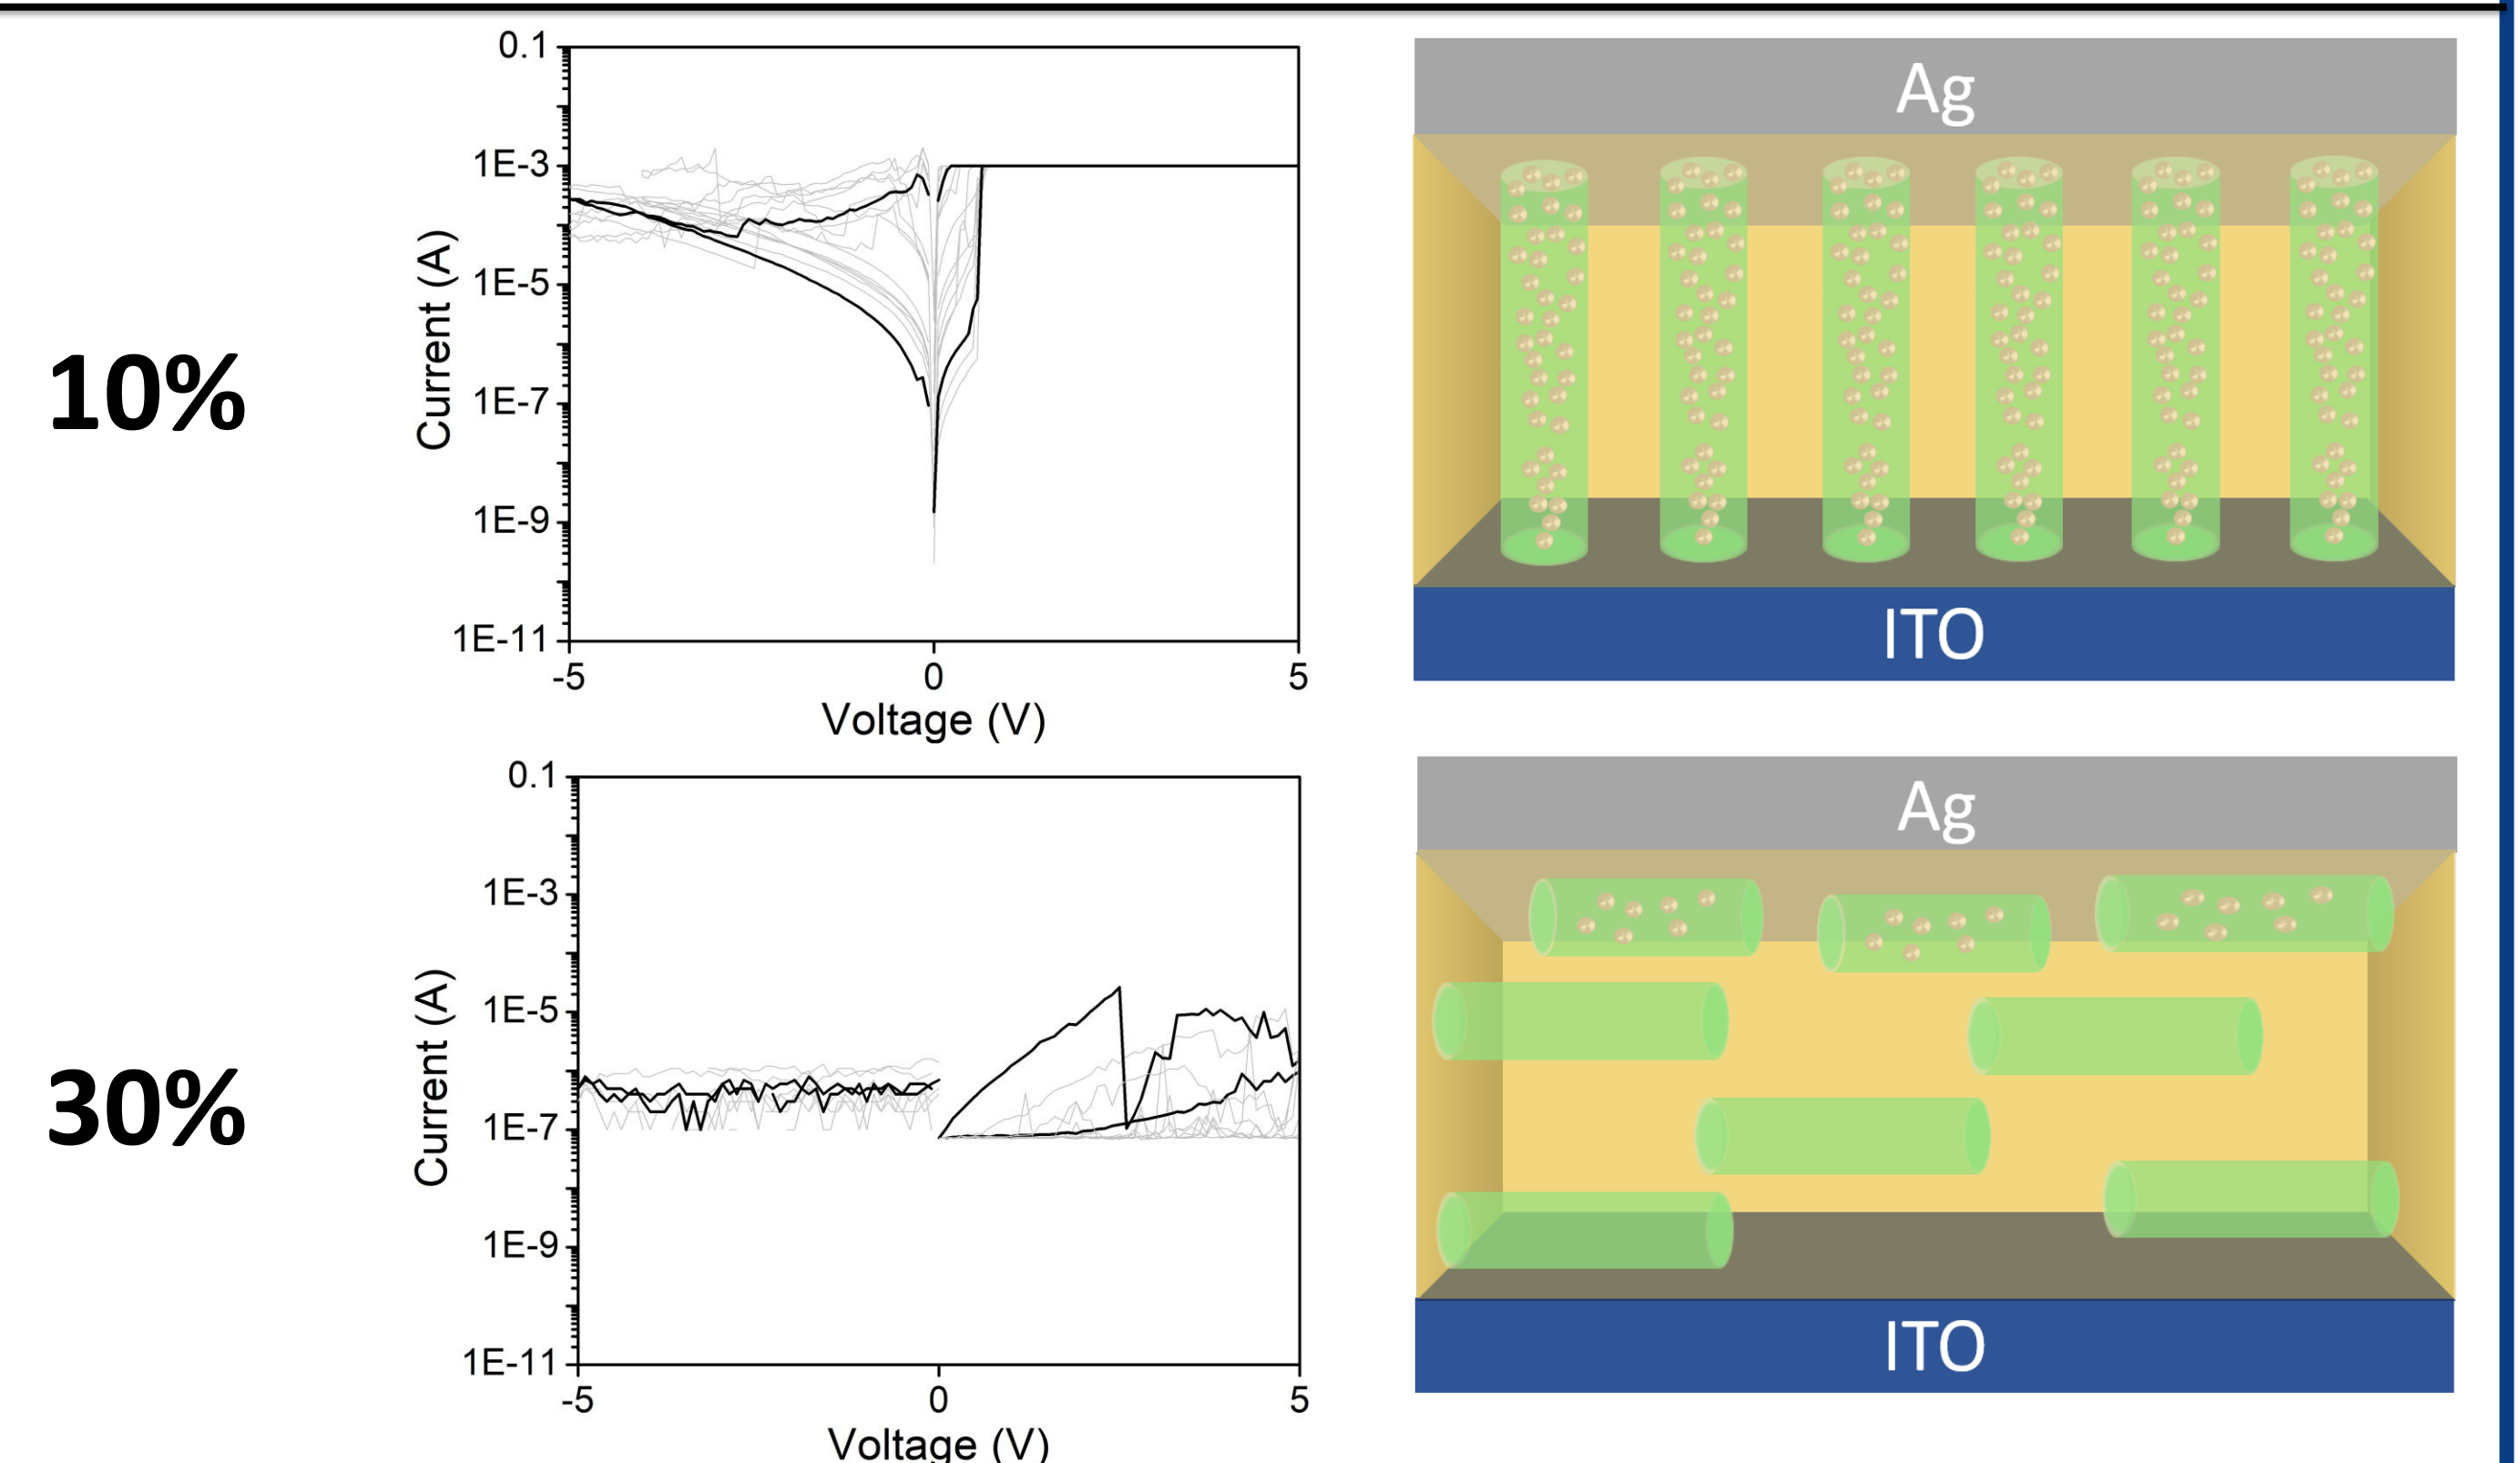 10%
0.1
1E-3
1E-5
1E-7
1E-9
1E-11
Current (A)
-5 0 5
Voltage (V)
Ag
ITO
30%
0.1
1E-3
1E-5
1E-7
1E-9
1E-11
Current (A)
-5 0 5
Voltage (V)
Ag
ITO